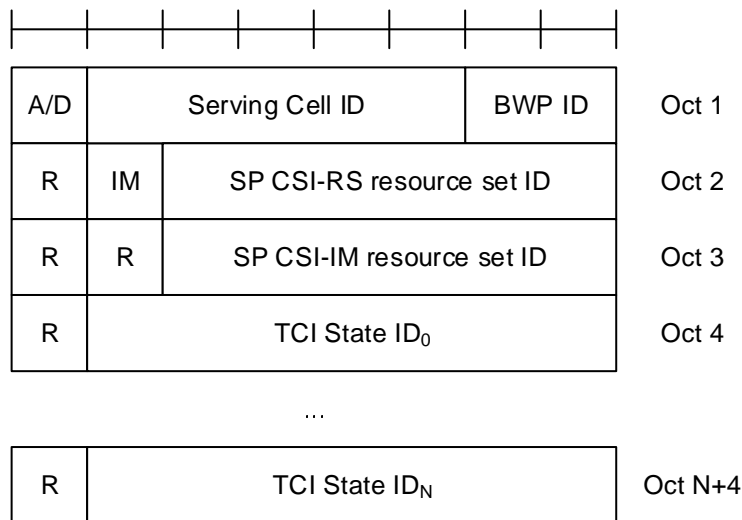 A/D Serving Cell ID BWP ID Oct 1
R IM SP CSI-RS resource set ID Oct 2
R R SP CSI-IM resource set ID Oct 3
R TCI State ID0 Oct 4
...
R TCI State IDN Oct N+4